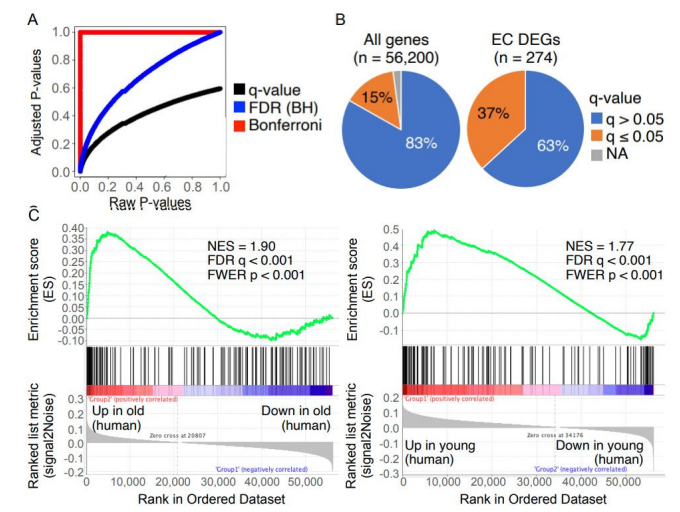 A
Adjusted P-values
1.0
0.8
0.6
0.4
0.2
0.0
0.0 0.2 0.4 0.6 0.8 1.0
Raw P-values
q-value
FDR (BH)
Bonferroni
B
All genes
(n = 56,200)
15%
83%
EC DEGs
(n = 274)
37%
63%
q-value
q > 0.05
q ≤ 0.05
NA
C
Enrichment score
(ES)
0.40
0.35
0.30
0.25
0.20
0.15
0.10
0.05
0.00
-0.05
-0.10
NES = 1.90
FDR q < 0.001
FWER p < 0.001
Ranked list metric
(signal2Noise)
0.3
0.2
0.1
0.0
-0.1
-0.2
'Group2' (positively correlated)
Up in old
(human)
Down in old
(human)
Zero cross at 20807
'Group1' (negatively correlated)
0 10,000 20,000 30,000 40,000 50,000
Rank in Ordered Dataset
Enrichment score
(ES)
0.5
0.4
0.3
0.2
0.1
0.0
-0.1
NES = 1.77
FDR q < 0.001
FWER p < 0.001
Ranked list metric
(signal2Noise)
0.2
0.1
0.0
-0.1
-0.2
-0.3
'Group1' (positively correlated)
Zero cross at 34176
Up in young
(human)
Down in young
(human)
'Group2' (negatively correlated)
0 10,000 20,000 30,000 40,000 50,000
Rank in Ordered Dataset